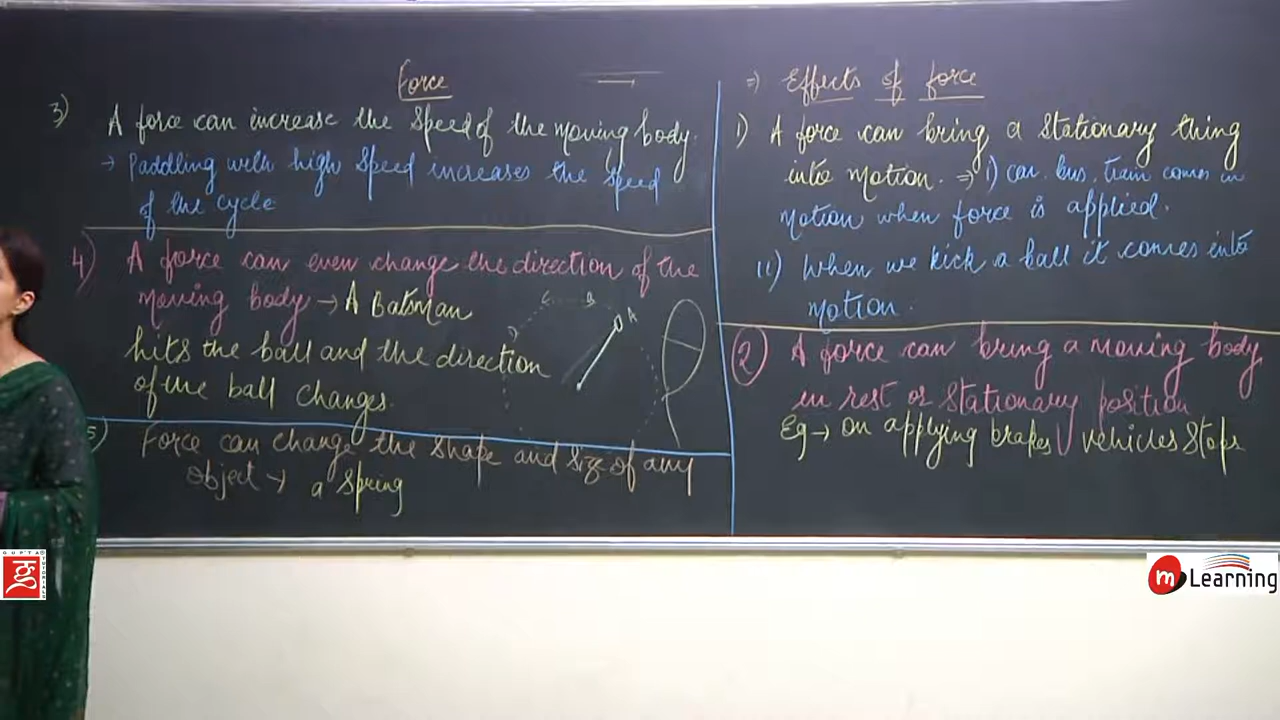 Force
3)
A force can increase the Speed of the moving body.
→ Paddling with high Speed increases the Speed
of the cycle
4) A force can even change the direction of the
moving body → A Batsman
hits the ball and the direction
of the ball changes.
C B A
D
5) Force can change the shape and size of any
object → a Spring
⇒ Effects of force
1) A force can bring a Stationary thing
into Motion. ⇒ i) car, bus, train comes in
Motion when force is applied.
ii) When we kick a ball it comes into
motion.
2 A force can bring a moving body
in rest or Stationary position
Eg → On applying brakes vehicles Stops
GUPTA TUTORIALS
m Learning